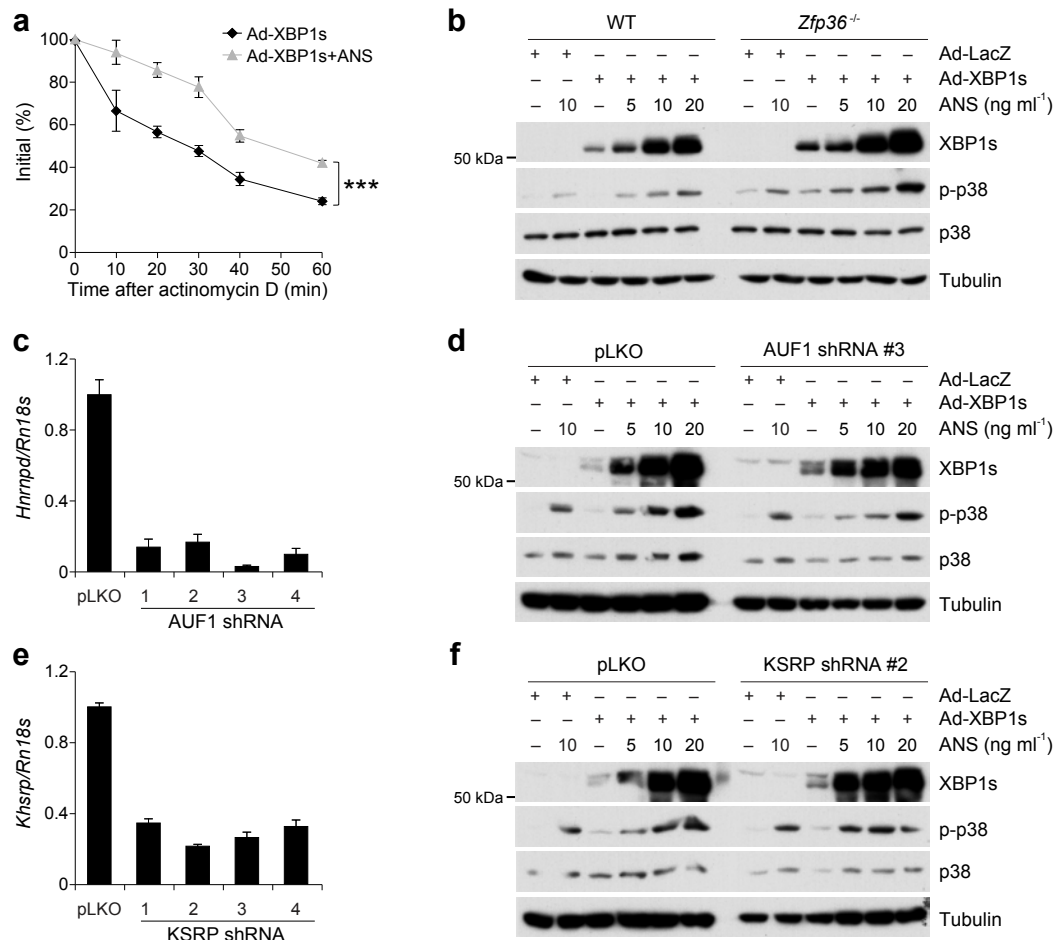 a
Ad-XBP1s
Ad-XBP1s+ANS
100
80
60
40
20
0
Initial (%)
***
0 10 20 30 40 60
Time after actinomycin D (min)
b
WT Zfp36 -/-
+ + – – – – + + – – – – Ad-LacZ
– – + + + + – – + + + + Ad-XBP1s
– 10 – 5 10 20 – 10 – 5 10 20 ANS (ng ml-1)
50 kDa
XBP1s
p-p38
p38
Tubulin
c
1.2
0.8
0.4
0
Hnrnpd/Rn18s
pLKO 1 2 3 4
AUF1 shRNA
d
pLKO AUF1 shRNA #3
+ + – – – – + + – – – – Ad-LacZ
– – + + + + – – + + + + Ad-XBP1s
– 10 – 5 10 20 – 10 – 5 10 20 ANS (ng ml-1)
50 kDa
XBP1s
p-p38
p38
Tubulin
e
1.2
0.8
0.4
0
Khsrp/Rn18s
pLKO 1 2 3 4
KSRP shRNA
f
pLKO KSRP shRNA #2
+ + – – – – + + – – – – Ad-LacZ
– – + + + + – – + + + + Ad-XBP1s
– 10 – 5 10 20 – 10 – 5 10 20 ANS (ng ml-1)
50 kDa
XBP1s
p-p38
p38
Tubulin